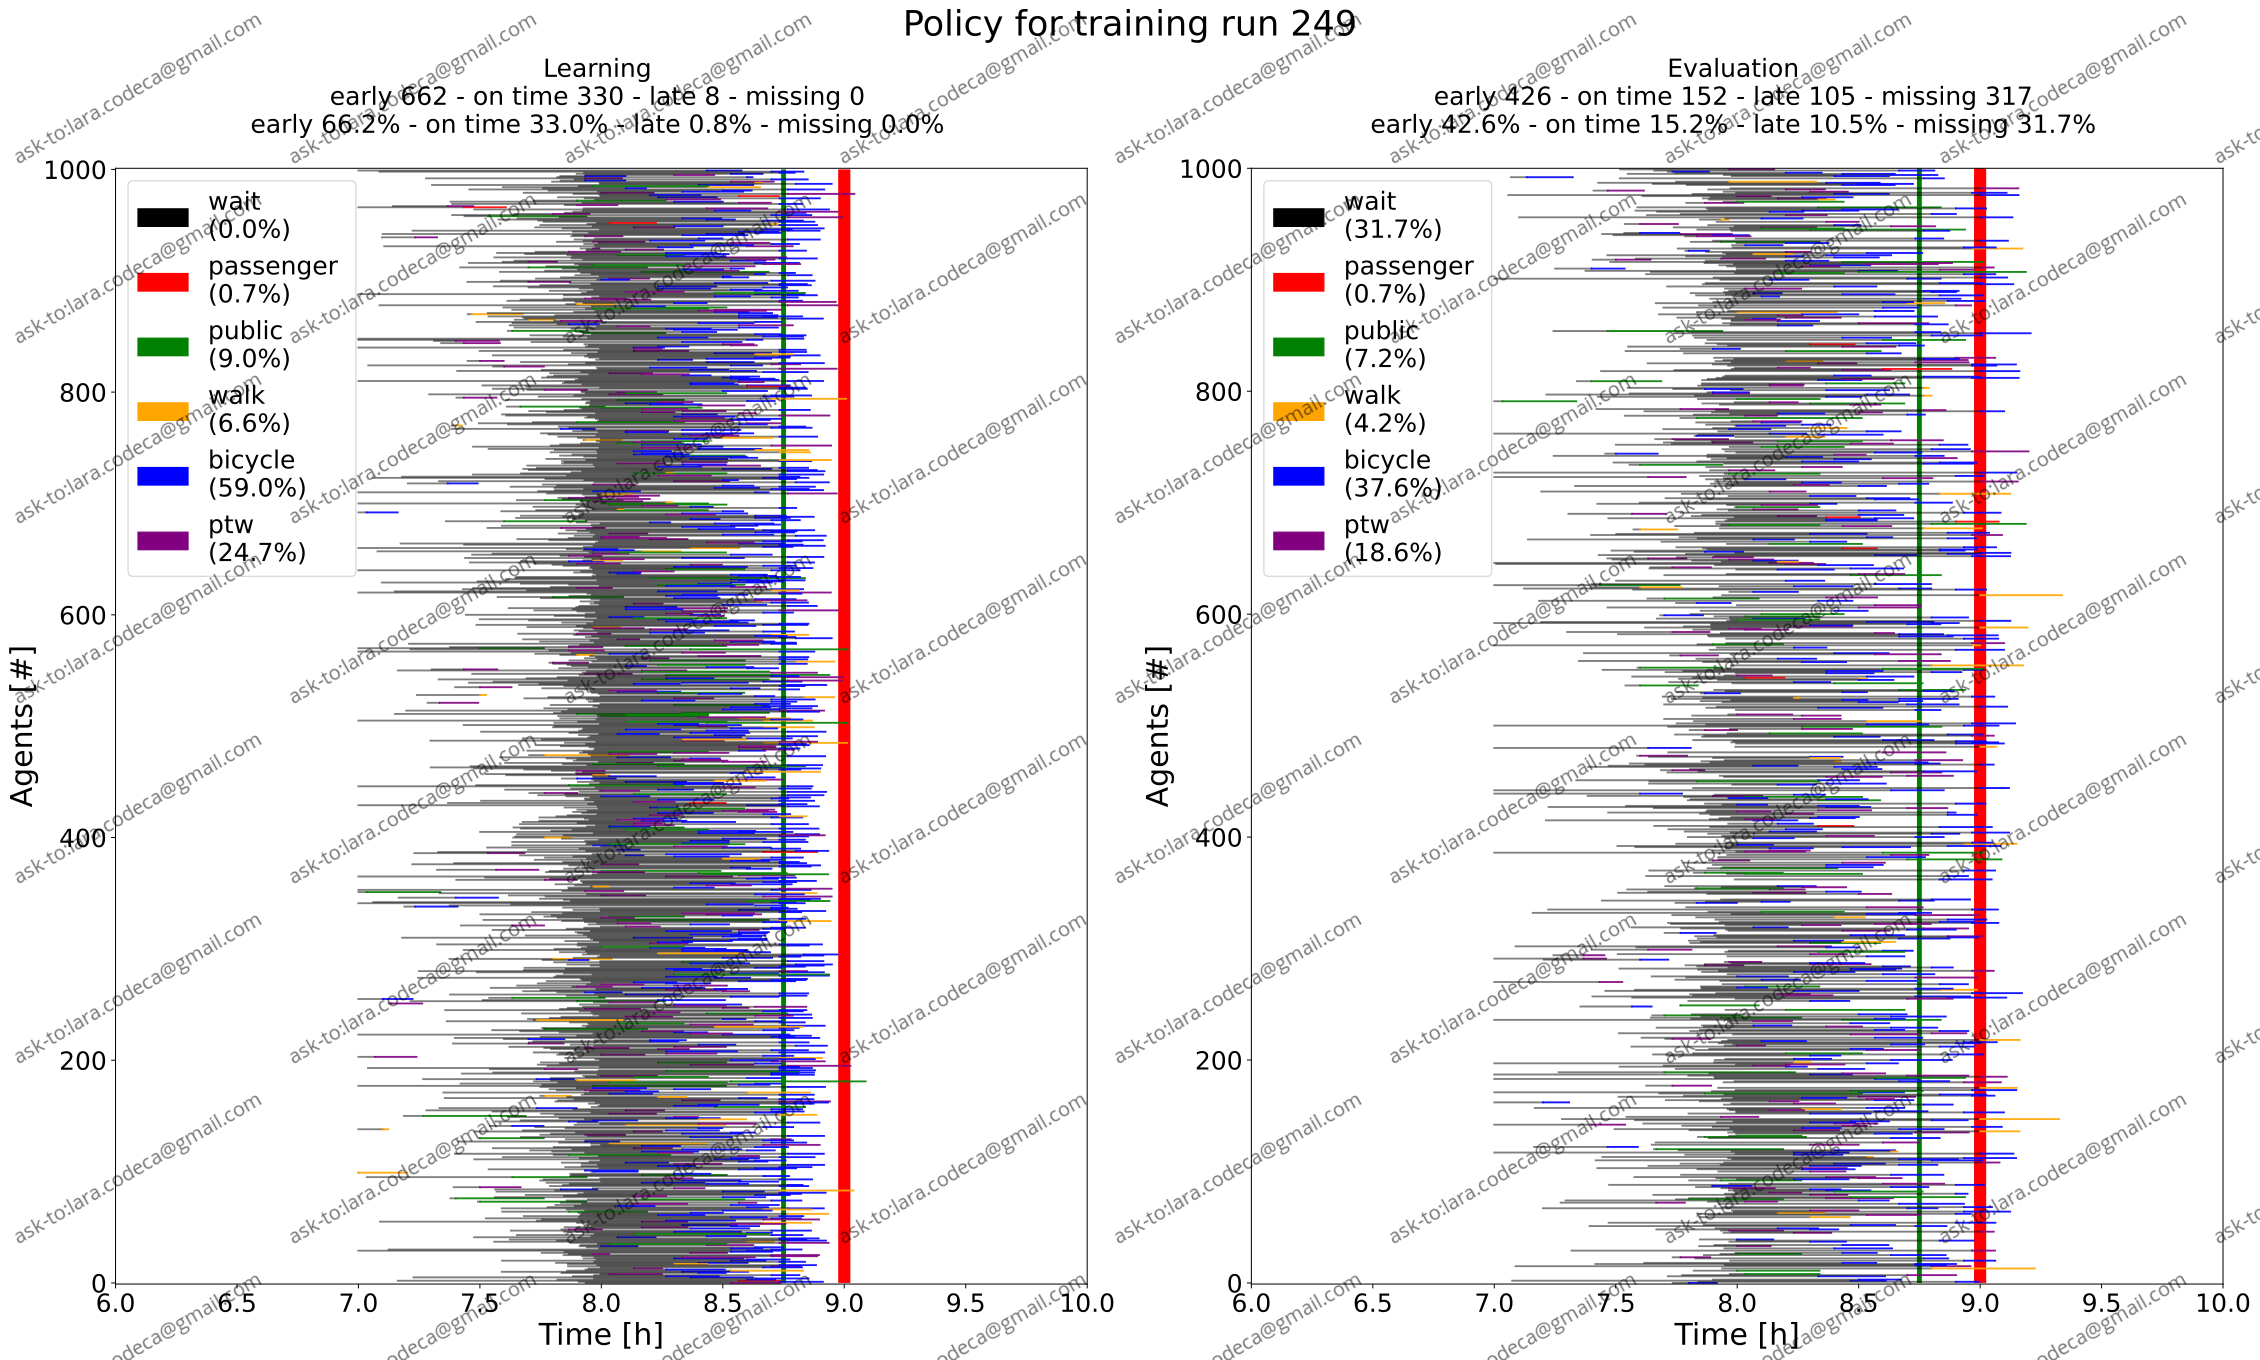 Policy for training run 249
Learning
early 662 - on time 330 - late 8 - missing 0
early 66.2% - on time 33.0% - late 0.8% - missing 0.0%
Agents [#]
1000
800
600
400
200
0
wait
(0.0%)
passenger
(0.7%)
public
(9.0%)
walk
(6.6%)
bicycle
(59.0%)
ptw
(24.7%)
6.0 6.5 7.0 7.5 8.0 8.5 9.0 9.5 10.0
Time [h]
Evaluation
early 426 - on time 152 - late 105 - missing 317
early 42.6% - on time 15.2% - late 10.5% - missing 31.7%
Agents [#]
1000
800
600
400
200
0
wait
(31.7%)
passenger
(0.7%)
public
(7.2%)
walk
(4.2%)
bicycle
(37.6%)
ptw
(18.6%)
6.0 6.5 7.0 7.5 8.0 8.5 9.0 9.5 10.0
Time [h]
ask-to:lara.codeca@gmail.com